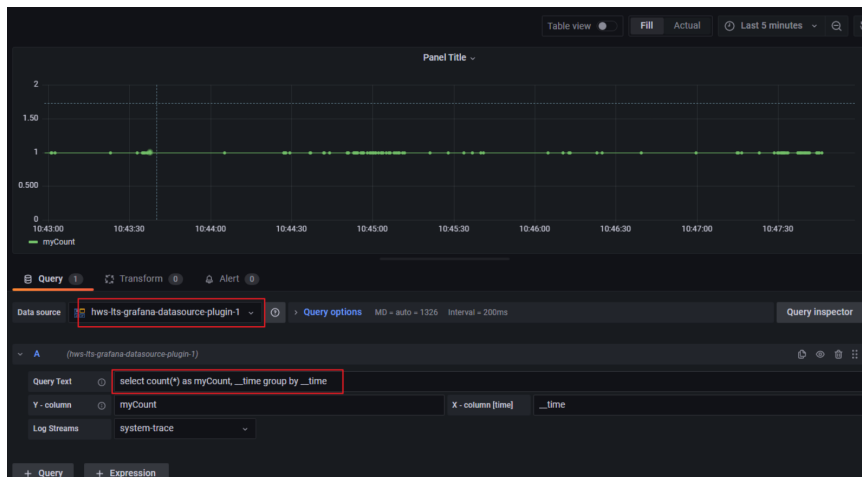 Table view Fill Actual Last 5 minutes
Panel Title
2
1.50
1
0.500
0
10:43:00 10:43:30 10:44:00 10:44:30 10:45:00 10:45:30 10:46:00 10:46:30 10:47:00 10:47:30
myCount
Query 1 Transform 0 Alert 0
Data source hws-lts-grafana-datasource-plugin-1 > Query options MD = auto = 1326 Interval = 200ms Query inspector
A (hws-lts-grafana-datasource-plugin-1)
Query Text select count(*) as myCount, __time group by __time
Y - column myCount X - column [time] __time
Log Streams system-trace
+ Query + Expression